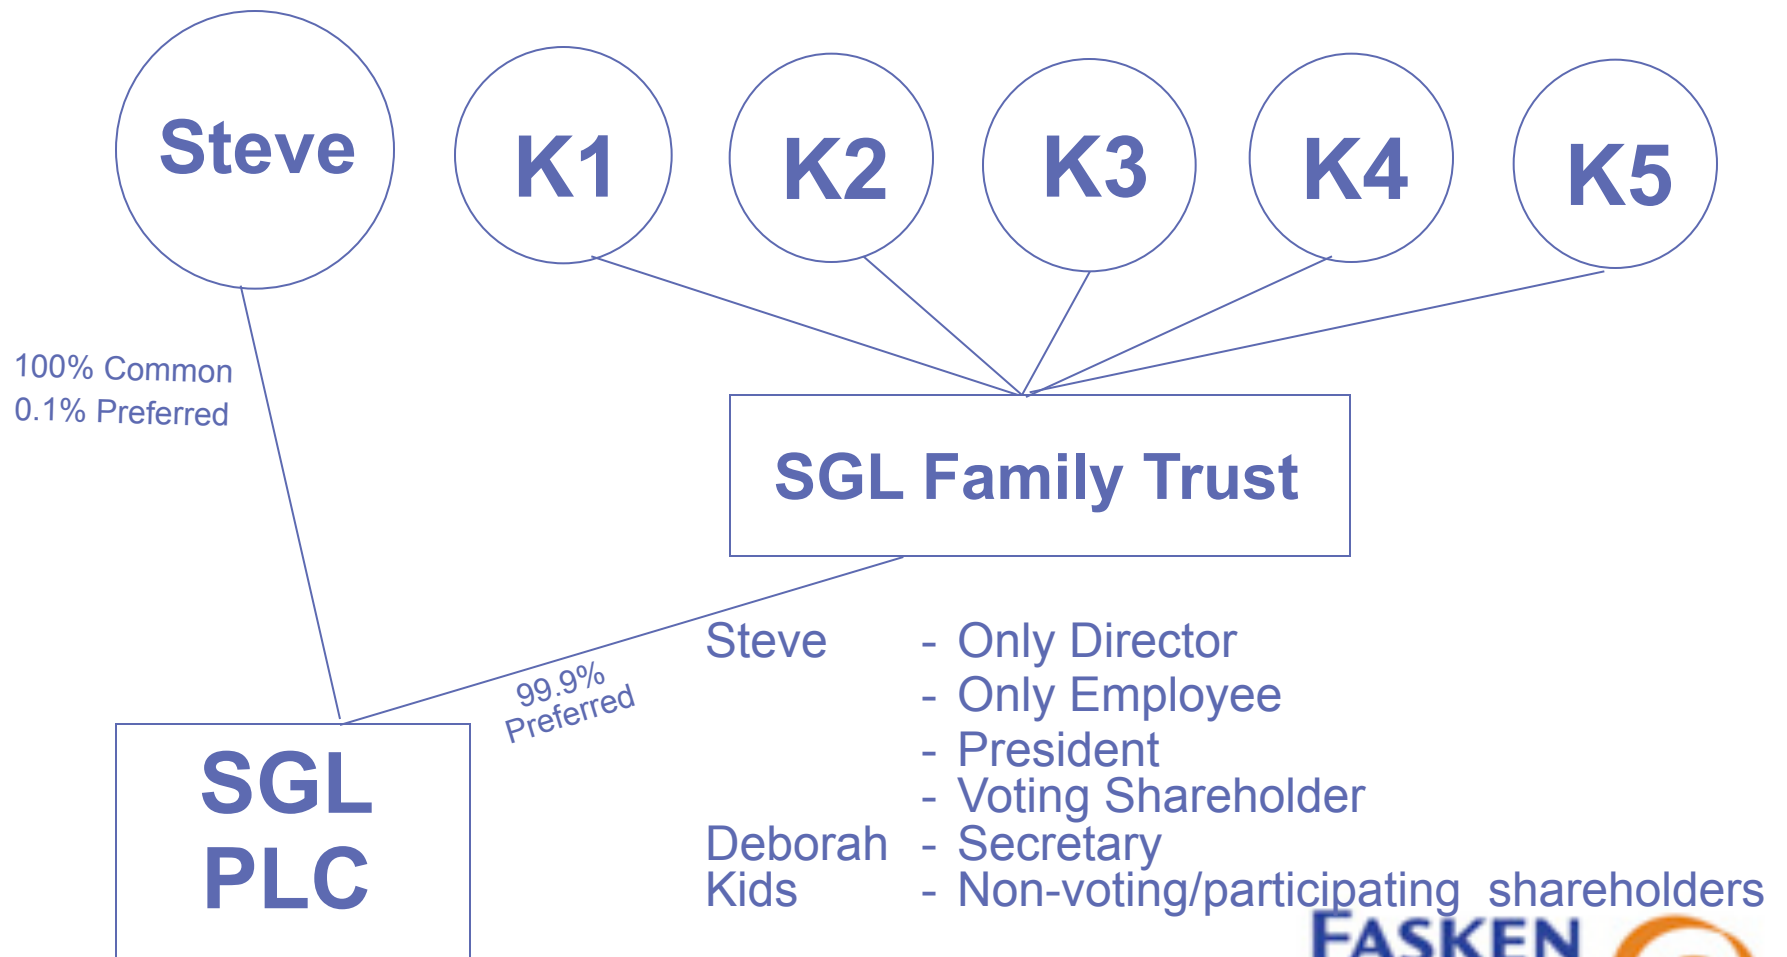 Steve
K1
K2
K3
K4
K5
100% Common
0.1% Preferred
SGL Family Trust
99.9%
Preferred
SGL
PLC
Steve - Only Director
- Only Employee
- President
- Voting Shareholder
Deborah - Secretary
Kids - Non-voting/participating shareholders
FASKEN